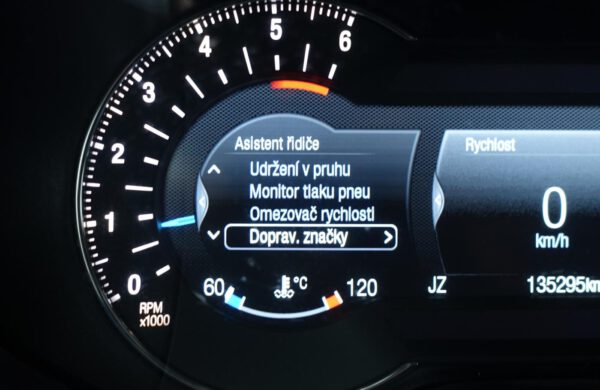 6
5
4
3
2
1
0
RPM
x1000
Asistent řidiče
Udržení v pruhu
Monitor tlaku pneu
Omezovač rychlosti
Doprav. značky
60 °C 120
Rychlost
0
km/h
JZ 135295km